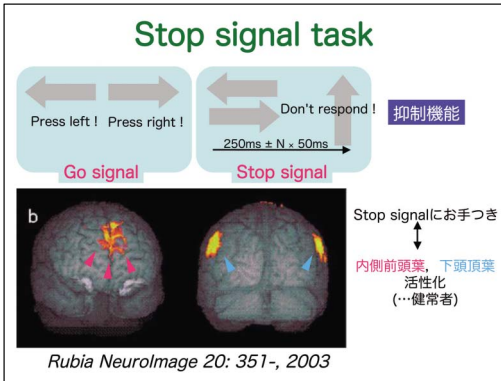 Stop signal task
Press left !
Press right !
Go signal
Don't respond !
250ms ± N × 50ms
Stop signal
抑制機能
b
Stop signalにお手つき
内側前頭葉，下頭頂葉
活性化
(…健常者)
Rubia NeuroImage 20: 351-, 2003